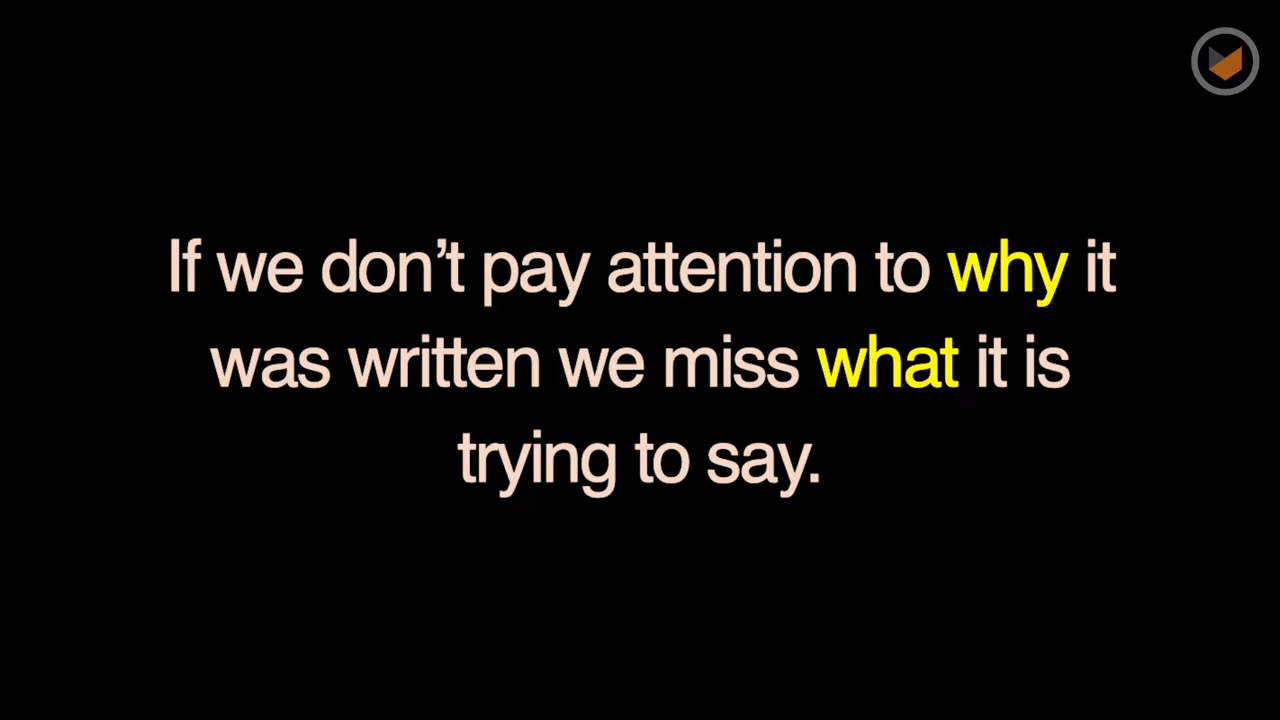 If we don’t pay attention to why it
was written we miss what it is
trying to say.